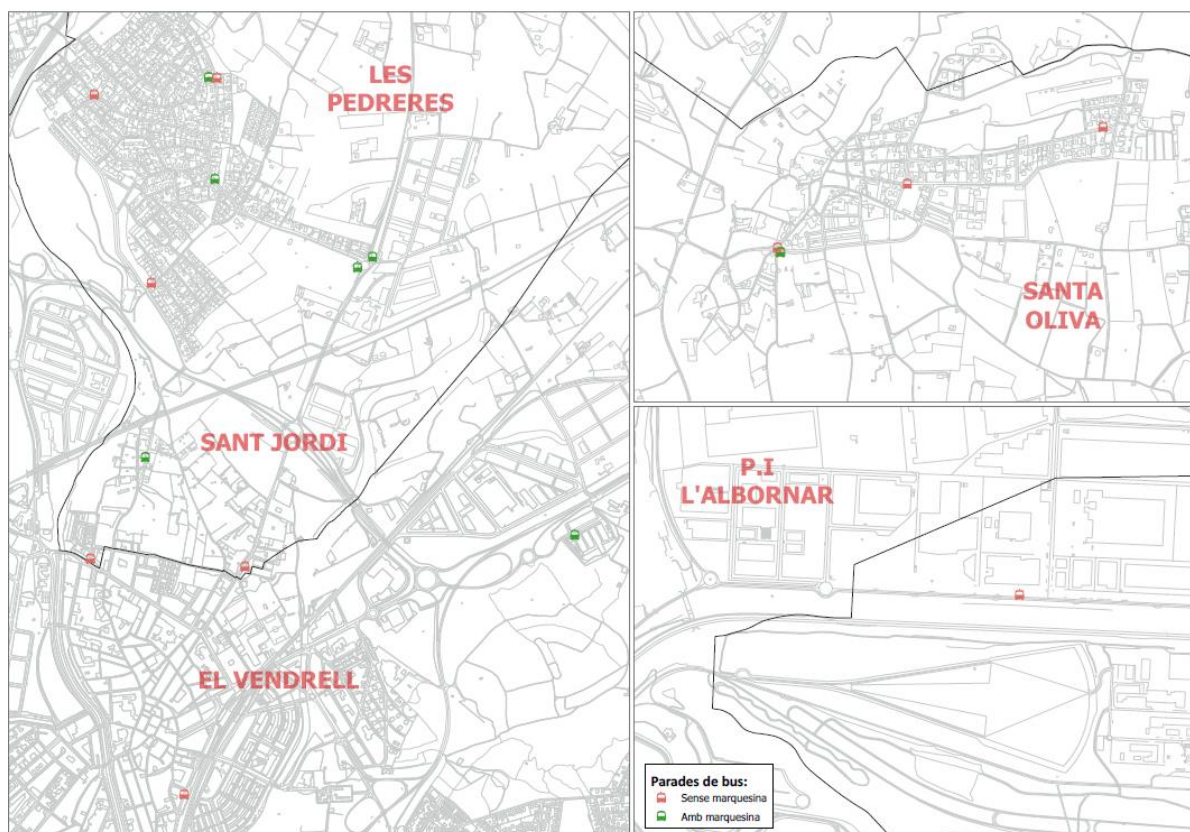 LES
PEDRERES
SANT JORDI
EL VENDRELL
SANTA
OLIVA
P.I
L'ALBORNAR
Parades de bus:
Sense marquesina
Amb marquesina